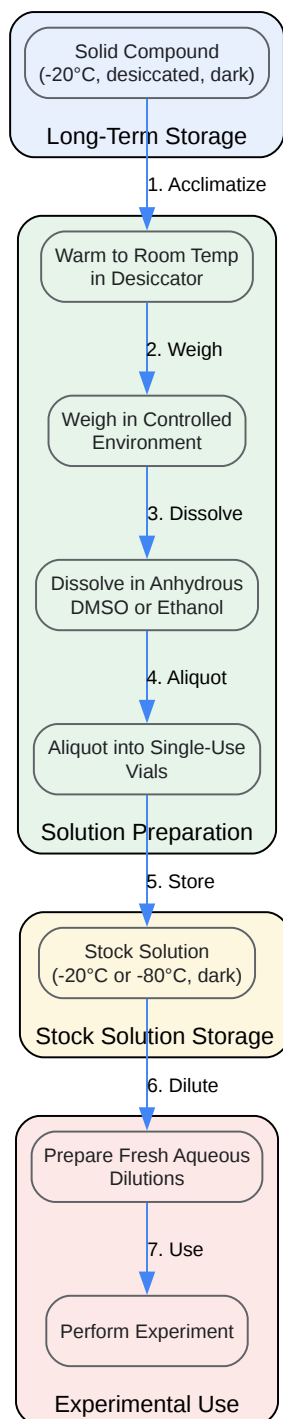 Solid Compound
(-20°C, desiccated, dark)
Long-Term Storage
1. Acclimatize
Warm to Room Temp
in Desiccator
2. Weigh
Weigh in Controlled
Environment
3. Dissolve
Dissolve in Anhydrous
DMSO or Ethanol
4. Aliquot
Aliquot into Single-Use
Vials
Solution Preparation
5. Store
Stock Solution
(-20°C or -80°C, dark)
Stock Solution Storage
6. Dilute
Prepare Fresh Aqueous
Dilutions
7. Use
Perform Experiment
Experimental Use